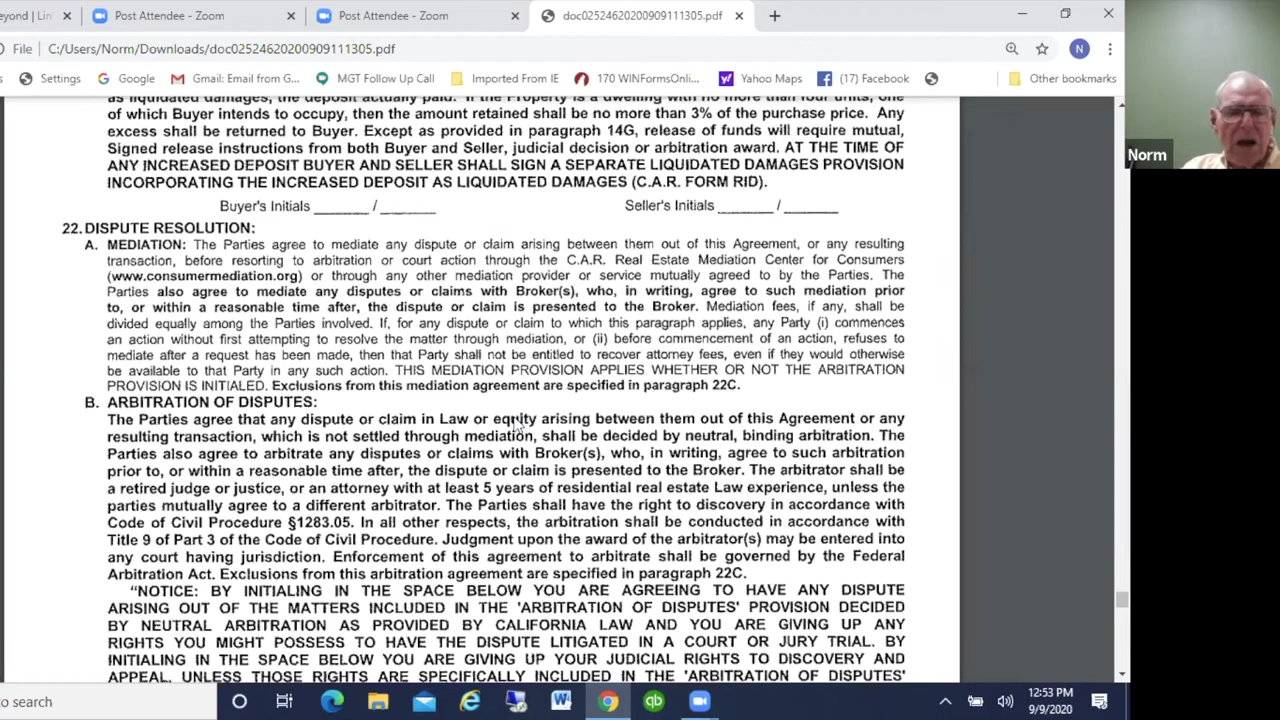 eyond | Lin
Post Attendee - Zoom
Post Attendee - Zoom
doc02524620200909111305.pdf
File
C:/Users/Norm/Downloads/doc02524620200909111305.pdf
N
s
Settings
Google
Gmail: Email from G...
MGT Follow Up Call
Imported From IE
170 WINFormsOnli...
Yahoo Maps
(17) Facebook
Other bookmarks
as liquidated damages, the deposit actually paid. If the Property is a dwelling with no more than four units, one
of which Buyer intends to occupy, then the amount retained shall be no more than 3% of the purchase price. Any
excess shall be returned to Buyer. Except as provided in paragraph 14G, release of funds will require mutual,
Signed release instructions from both Buyer and Seller, judicial decision or arbitration award. AT THE TIME OF
ANY INCREASED DEPOSIT BUYER AND SELLER SHALL SIGN A SEPARATE LIQUIDATED DAMAGES PROVISION
INCORPORATING THE INCREASED DEPOSIT AS LIQUIDATED DAMAGES (C.A.R. FORM RID).
Buyer's Initials ______ / ______ Seller's Initials ______ / ______
22. DISPUTE RESOLUTION:
A. MEDIATION: The Parties agree to mediate any dispute or claim arising between them out of this Agreement, or any resulting
transaction, before resorting to arbitration or court action through the C.A.R. Real Estate Mediation Center for Consumers
(www.consumermediation.org) or through any other mediation provider or service mutually agreed to by the Parties. The
Parties also agree to mediate any disputes or claims with Broker(s), who, in writing, agree to such mediation prior
to, or within a reasonable time after, the dispute or claim is presented to the Broker. Mediation fees, if any, shall be
divided equally among the Parties involved. If, for any dispute or claim to which this paragraph applies, any Party (i) commences
an action without first attempting to resolve the matter through mediation, or (ii) before commencement of an action, refuses to
mediate after a request has been made, then that Party shall not be entitled to recover attorney fees, even if they would otherwise
be available to that Party in any such action. THIS MEDIATION PROVISION APPLIES WHETHER OR NOT THE ARBITRATION
PROVISION IS INITIALED. Exclusions from this mediation agreement are specified in paragraph 22C.
B. ARBITRATION OF DISPUTES:
The Parties agree that any dispute or claim in Law or equity arising between them out of this Agreement or any
resulting transaction, which is not settled through mediation, shall be decided by neutral, binding arbitration. The
Parties also agree to arbitrate any disputes or claims with Broker(s), who, in writing, agree to such arbitration
prior to, or within a reasonable time after, the dispute or claim is presented to the Broker. The arbitrator shall be
a retired judge or justice, or an attorney with at least 5 years of residential real estate Law experience, unless the
parties mutually agree to a different arbitrator. The Parties shall have the right to discovery in accordance with
Code of Civil Procedure §1283.05. In all other respects, the arbitration shall be conducted in accordance with
Title 9 of Part 3 of the Code of Civil Procedure. Judgment upon the award of the arbitrator(s) may be entered into
any court having jurisdiction. Enforcement of this agreement to arbitrate shall be governed by the Federal
Arbitration Act. Exclusions from this arbitration agreement are specified in paragraph 22C.
"NOTICE: BY INITIALING IN THE SPACE BELOW YOU ARE AGREEING TO HAVE ANY DISPUTE
ARISING OUT OF THE MATTERS INCLUDED IN THE 'ARBITRATION OF DISPUTES' PROVISION DECIDED
BY NEUTRAL ARBITRATION AS PROVIDED BY CALIFORNIA LAW AND YOU ARE GIVING UP ANY
RIGHTS YOU MIGHT POSSESS TO HAVE THE DISPUTE LITIGATED IN A COURT OR JURY TRIAL. BY
INITIALING IN THE SPACE BELOW YOU ARE GIVING UP YOUR JUDICIAL RIGHTS TO DISCOVERY AND
APPEAL, UNLESS THOSE RIGHTS ARE SPECIFICALLY INCLUDED IN THE 'ARBITRATION OF DISPUTES'
Norm
to search
12:53 PM
9/9/2020